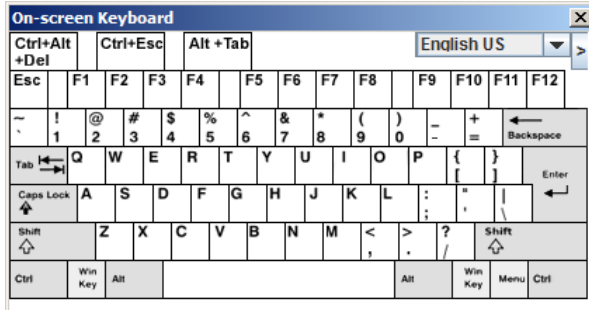 On-screen Keyboard X
Ctrl+Alt +Del Ctrl+Esc Alt +Tab English US >
Esc F1 F2 F3 F4 F5 F6 F7 F8 F9 F10 F11 F12
~ ! @ # $ % ^ & * ( ) _ +
` 1 2 3 4 5 6 7 8 9 0 - = Backspace
Tab Q W E R T Y U I O P { }
[ ] Enter
Caps Lock A S D F G H J K L : " |
; ' \
Shift Z X C V B N M < > ? Shift
, . /
Ctrl Win Key Alt Alt Win Key Menu Ctrl